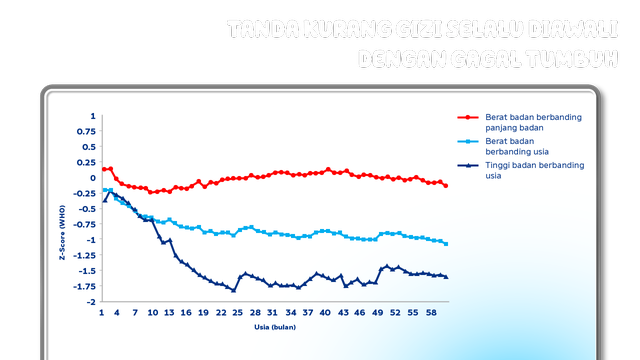 TANDA KURANG GIZI SELALU DIAWALI
DENGAN GAGAL TUMBUH
1
0.75
0.5
0.25
0
-0.25
-0.5
-0.75
-1
-1.25
-1.5
-1.75
-2
Z-Score (WHO)
1 4 7 10 13 16 19 22 25 28 31 34 37 40 43 46 49 52 55 58
Usia (bulan)
Berat badan berbanding
panjang badan
Berat badan
berbanding usia
Tinggi badan berbanding
usia